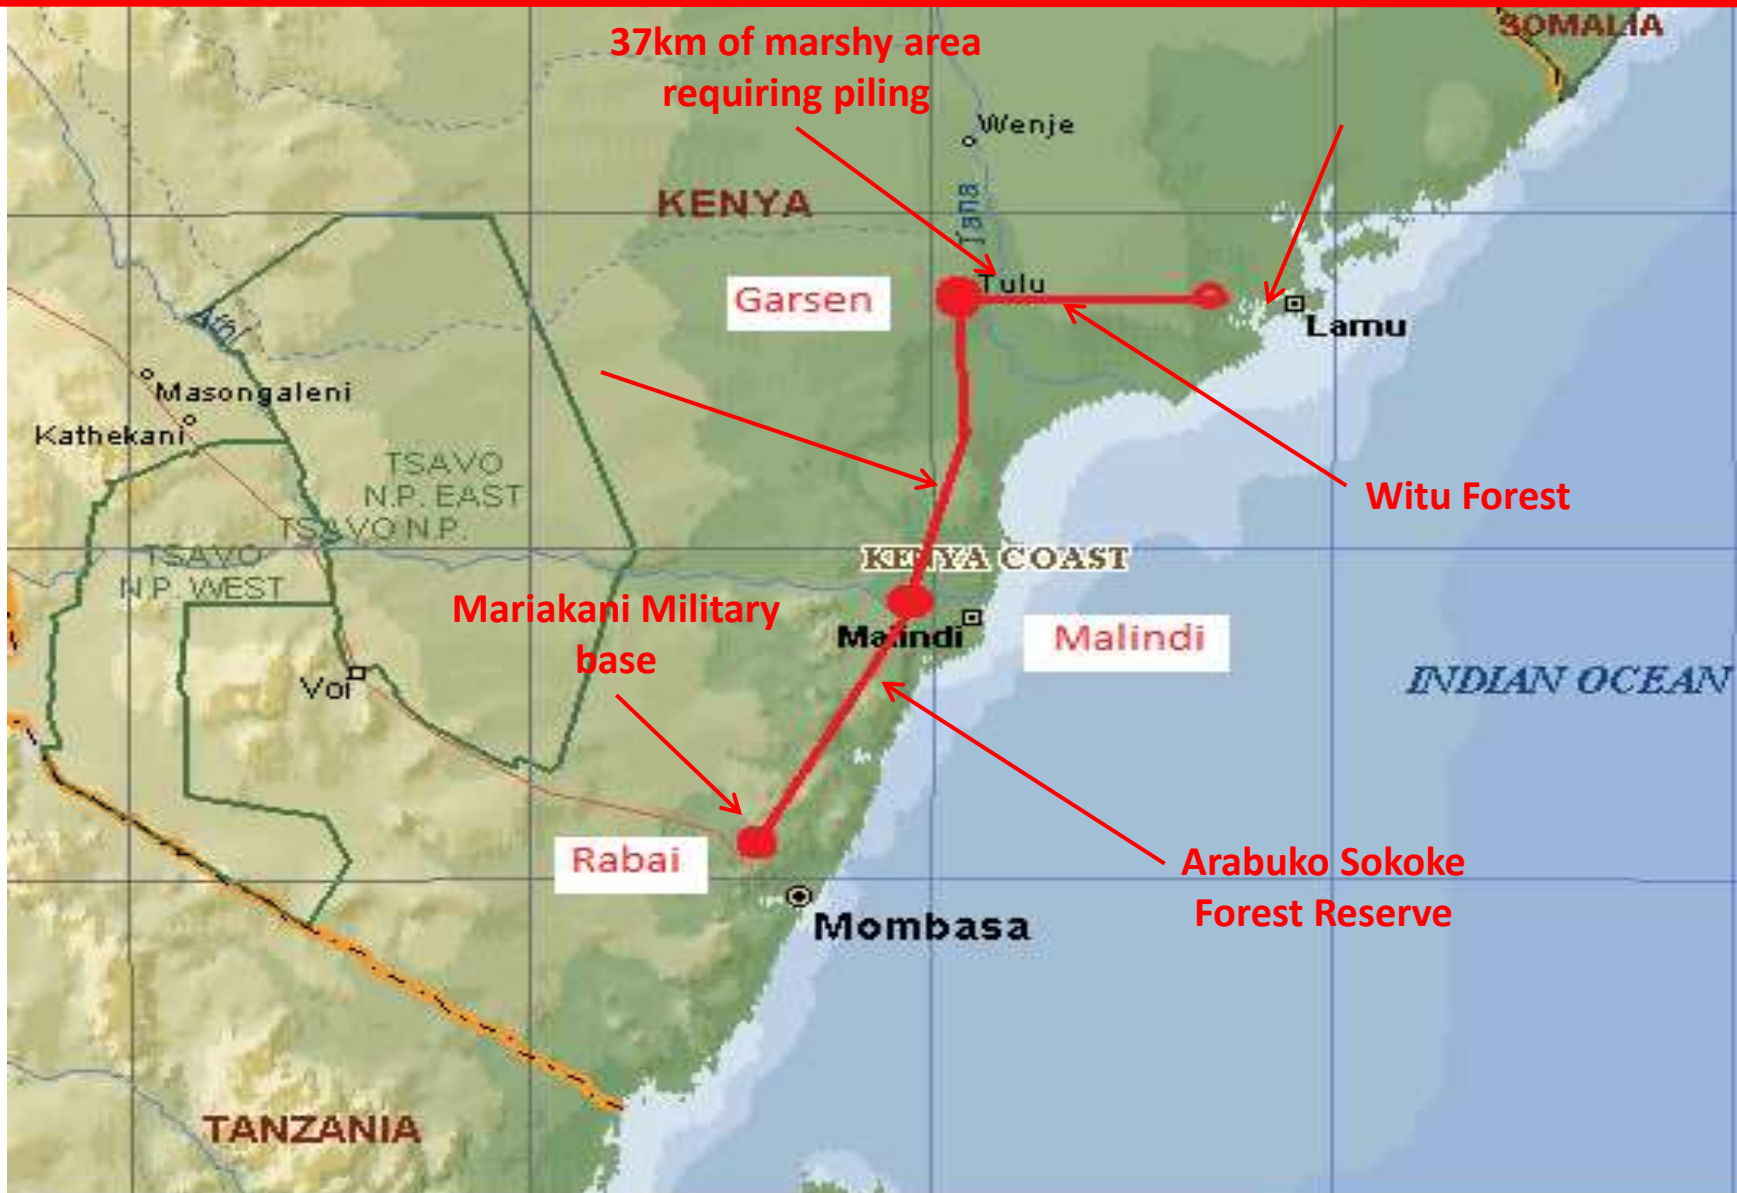 SOMALIA
37km of marshy area
requiring piling
Wenje
KENYA
Tana
Garsen
Tulu
Lamu
Athi
Masongaleni
Kathekani
TSAVO
N.P. EAST
TSAVO N.P.
TSAVO
N.P. WEST
Witu Forest
KENYA COAST
Mariakani Military
base
Malindi
Malindi
Voi
INDIAN OCEAN
Rabai
Arabuko Sokoke
Forest Reserve
Mombasa
TANZANIA